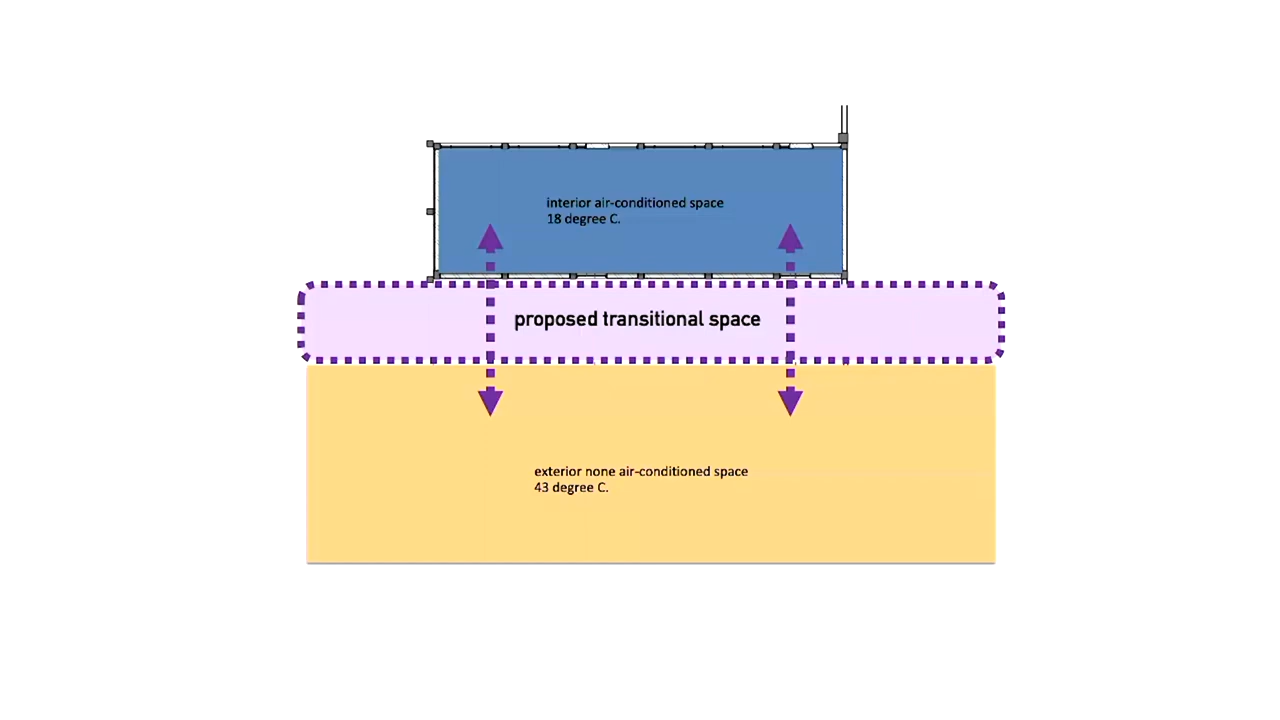 interior air-conditioned space
18 degree C.
proposed transitional space
exterior none air-conditioned space
43 degree C.